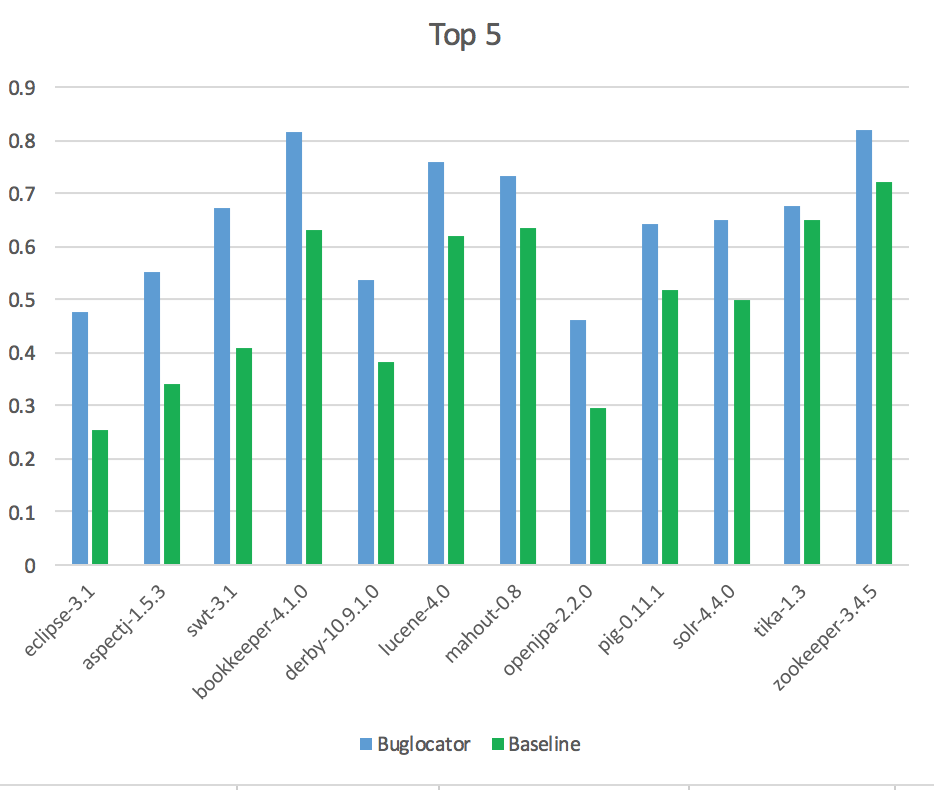 Top 5
0.9
0.8
0.7
0.6
0.5
0.4
0.3
0.2
0.1
0
eclipse-3.1
aspectj-1.5.3
swt-3.1
bookkeeper-4.1.0
derby-10.9.1.0
lucene-4.0
mahout-0.8
openjpa-2.2.0
pig-0.11.1
solr-4.4.0
tika-1.3
zookeeper-3.4.5
Buglocator Baseline